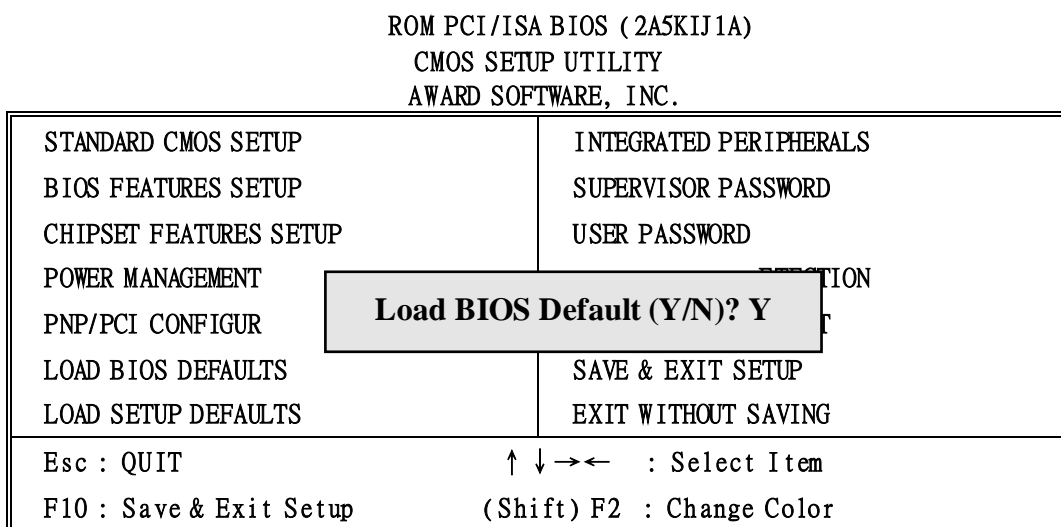 ROM PCI/ISA BIOS (2A5KIJ1A)
CMOS SETUP UTILITY
AWARD SOFTWARE, INC.
STANDARD CMOS SETUP
BIOS FEATURES SETUP
CHIPSET FEATURES SETUP
POWER MANAGEMENT
PNP/PCI CONFIGUR
LOAD BIOS DEFAULTS
LOAD SETUP DEFAULTS
INTEGRATED PERIPHERALS
SUPERVISOR PASSWORD
USER PASSWORD
Load BIOS Default (Y/N)? Y
SAVE & EXIT SETUP
EXIT WITHOUT SAVING
Esc : QUIT ↑ ↓ → ← : Select Item
F10 : Save & Exit Setup (Shift) F2 : Change Color